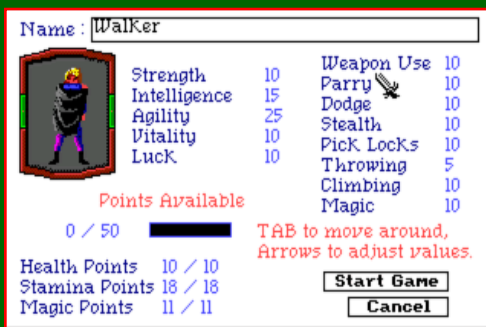 Name : Walker
Strength 10
Intelligence 15
Agility 25
Vitality 10
Luck 10
Weapon Use 10
Parry 10
Dodge 10
Stealth 10
Pick Locks 10
Throwing 5
Climbing 10
Magic 10
Points Available
0 / 50
TAB to move around,
Arrows to adjust values.
Health Points 10 / 10
Stamina Points 18 / 18
Magic Points 11 / 11
Start Game
Cancel